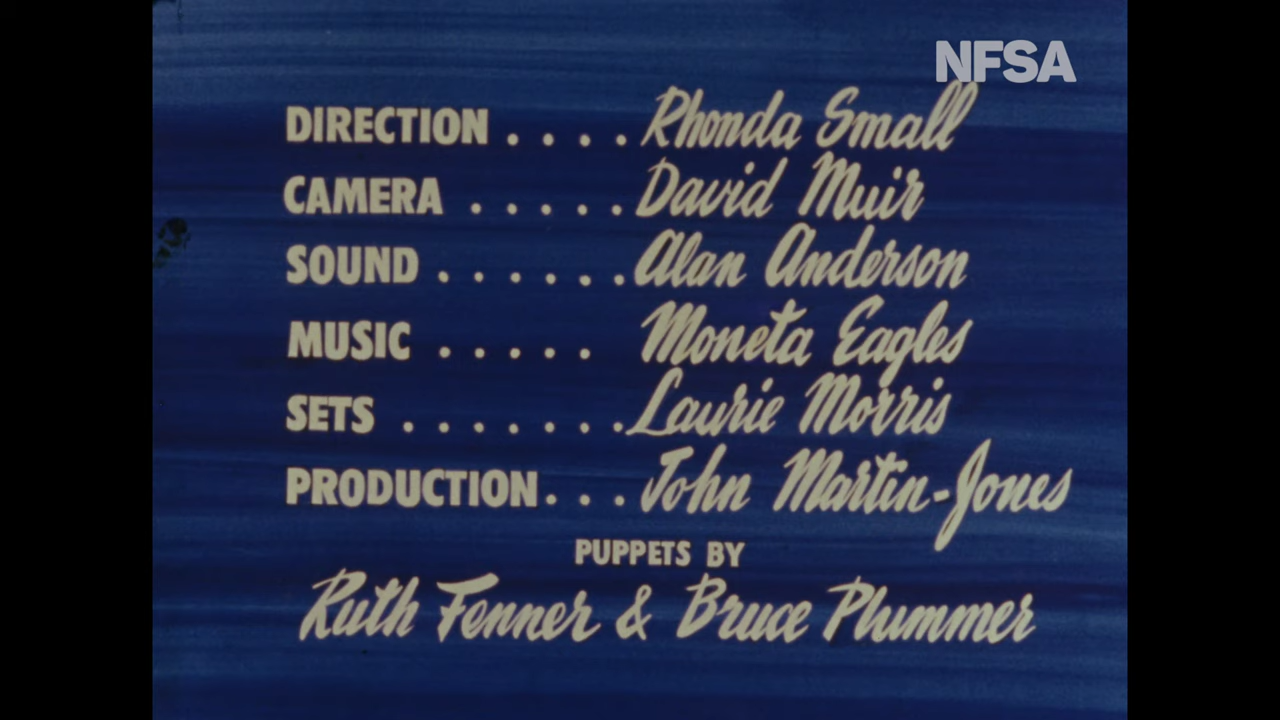 NFSA
DIRECTION . . . . Rhonda Small
CAMERA . . . . . David Muir
SOUND . . . . . . Alan Anderson
MUSIC . . . . . Moneta Eagles
SETS . . . . . . . Laurie Morris
PRODUCTION . . . John Martin-Jones
PUPPETS BY
Ruth Fenner & Bruce Plummer